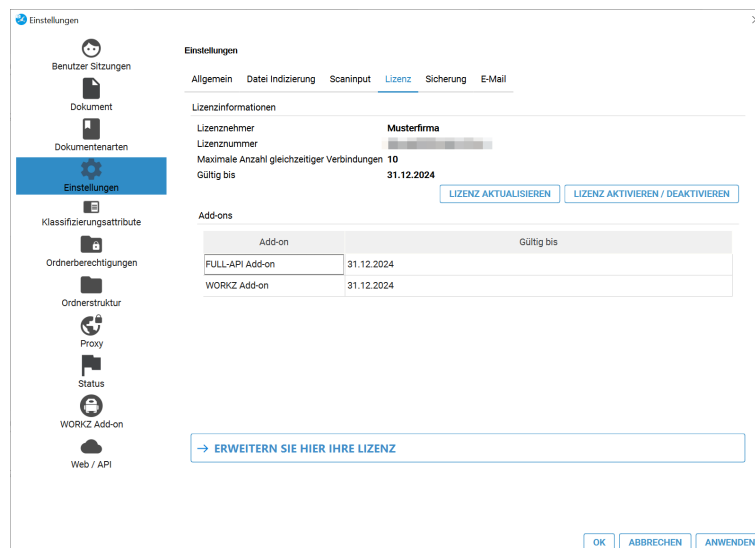 Einstellungen
Benutzer Sitzungen
Dokument
Dokumentenarten
Einstellungen
Klassifizierungsattribute
Ordnerberechtigungen
Ordnerstruktur
Proxy
Status
WORKZ Add-on
Web / API
Einstellungen
Allgemein Datei Indizierung Scaninput Lizenz Sicherung E-Mail
Lizenzinformationen
Lizenznehmer Musterfirma
Lizenznummer
Maximale Anzahl gleichzeitiger Verbindungen 10
Gültig bis 31.12.2024
LIZENZ AKTUALISIEREN LIZENZ AKTIVIEREN / DEAKTIVIEREN
Add-ons
Add-on Gültig bis
FULL-API Add-on 31.12.2024
WORKZ Add-on 31.12.2024
→ ERWEITERN SIE HIER IHRE LIZENZ
OK ABBRECHEN ANWENDEN